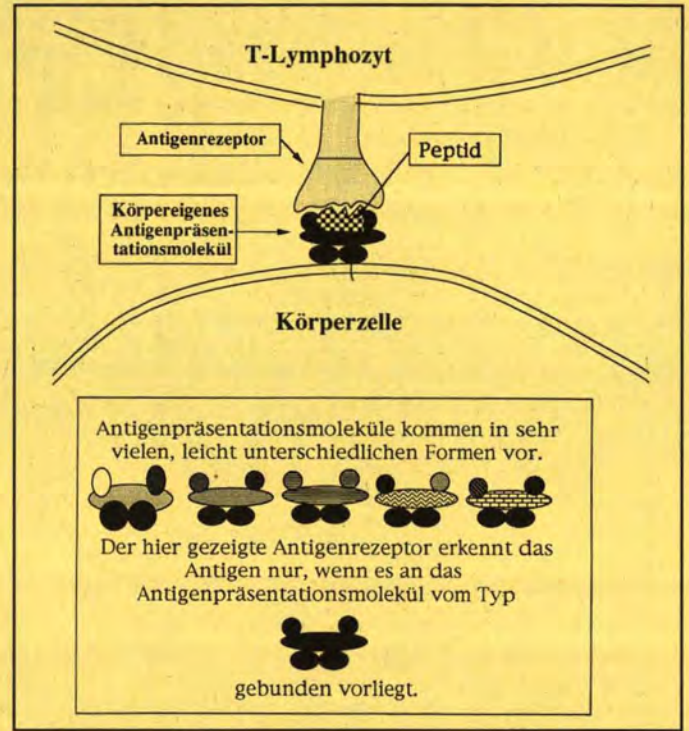 T-Lymphozyt
Antigenrezeptor
Peptid
Körpereigenes
Antigenpräsen-
tationsmolekül
Körperzelle
Antigenpräsentationsmoleküle kommen in sehr
vielen, leicht unterschiedlichen Formen vor.
Der hier gezeigte Antigenrezeptor erkennt das
Antigen nur, wenn es an das
Antigenpräsentationsmolekül vom Typ
gebunden vorliegt.